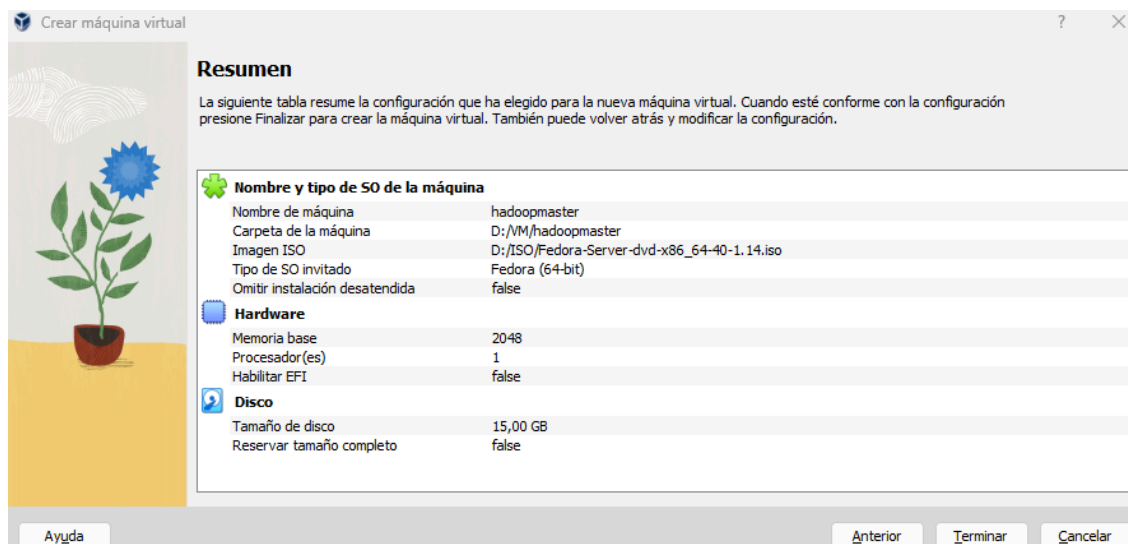 Crear máquina virtual
Resumen
La siguiente tabla resume la configuración que ha elegido para la nueva máquina virtual. Cuando esté conforme con la configuración
presione Finalizar para crear la máquina virtual. También puede volver atrás y modificar la configuración.
Nombre y tipo de SO de la máquina
Nombre de máquina hadoopmaster
Carpeta de la máquina D:/VM/hadoopmaster
Imagen ISO D:/ISO/Fedora-Server-dvd-x86_64-40-1.14.iso
Tipo de SO invitado Fedora (64-bit)
Omitir instalación desatendida false
Hardware
Memoria base 2048
Procesador(es) 1
Habilitar EFI false
Disco
Tamaño de disco 15,00 GB
Reservar tamaño completo false
Ayuda Anterior Terminar Cancelar